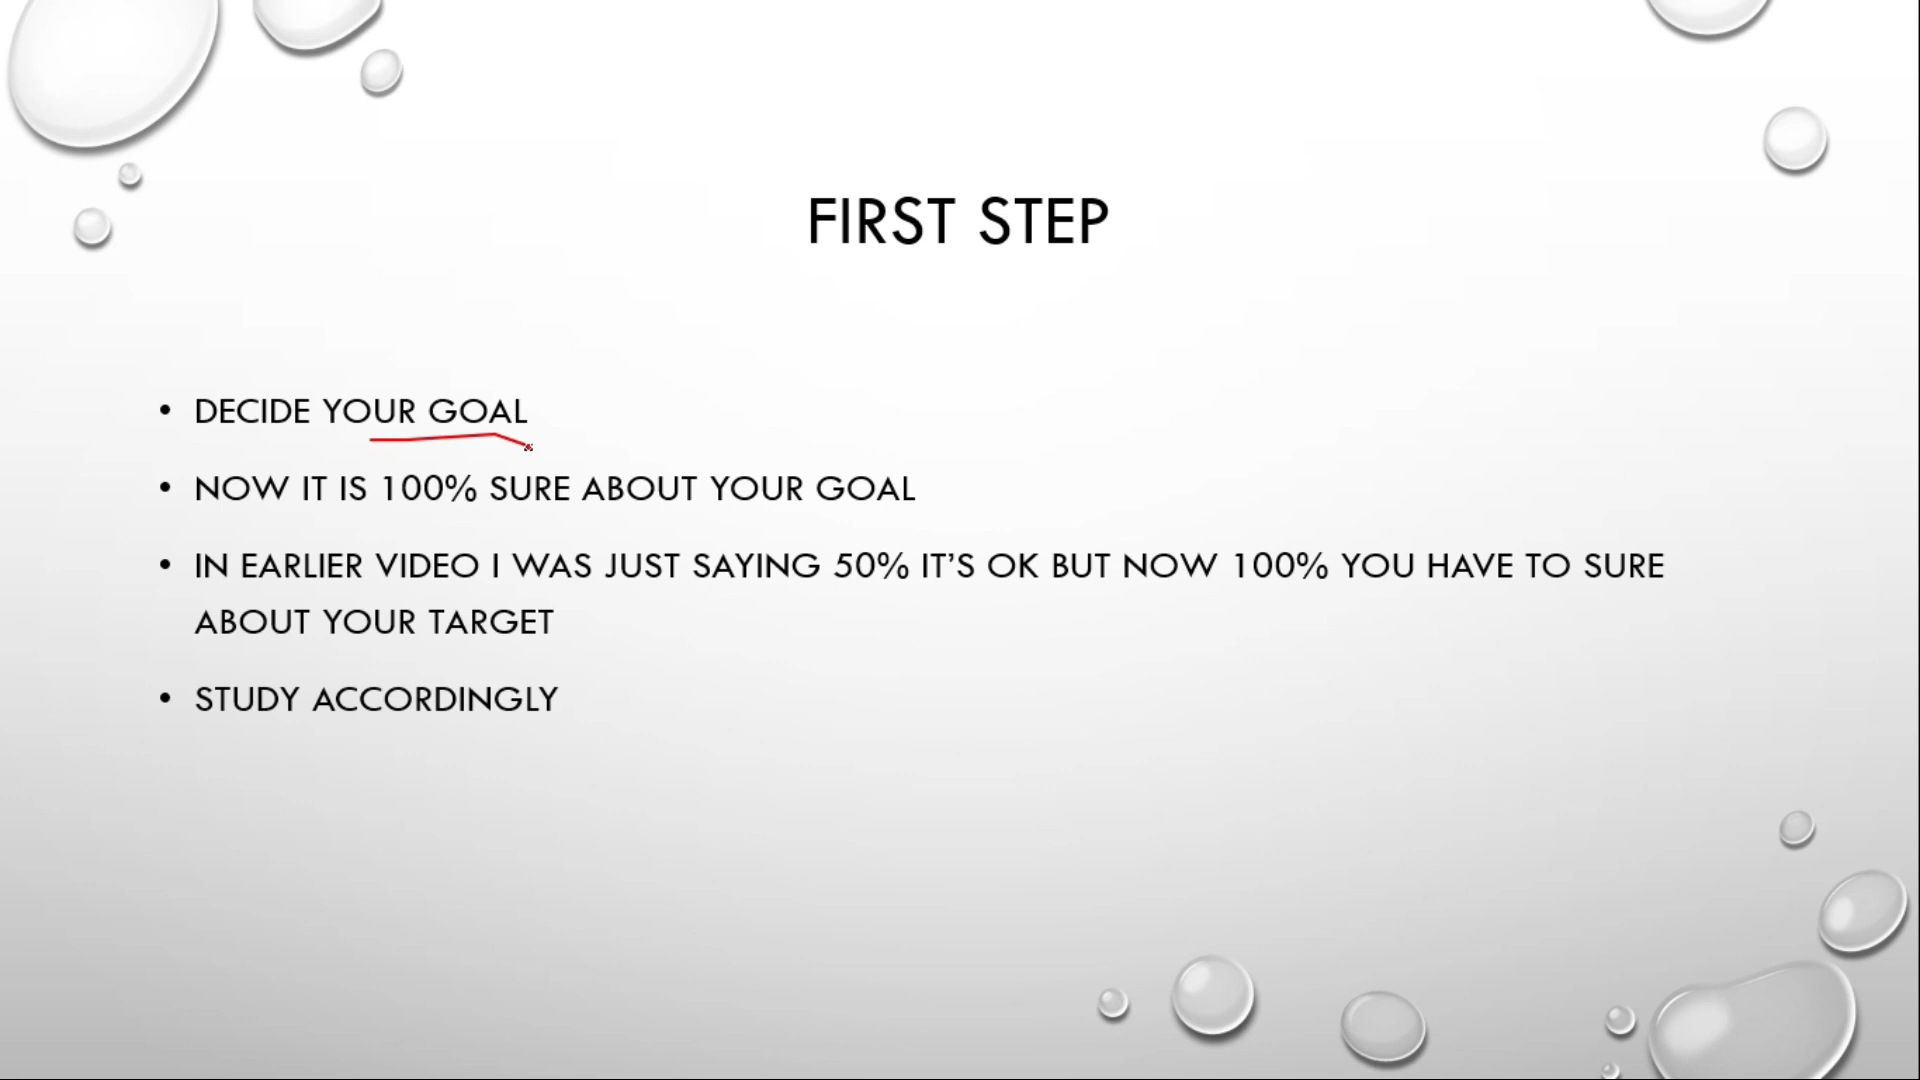 FIRST STEP
• DECIDE YOUR GOAL
• NOW IT IS 100% SURE ABOUT YOUR GOAL
• IN EARLIER VIDEO I WAS JUST SAYING 50% IT’S OK BUT NOW 100% YOU HAVE TO SURE
ABOUT YOUR TARGET
• STUDY ACCORDINGLY